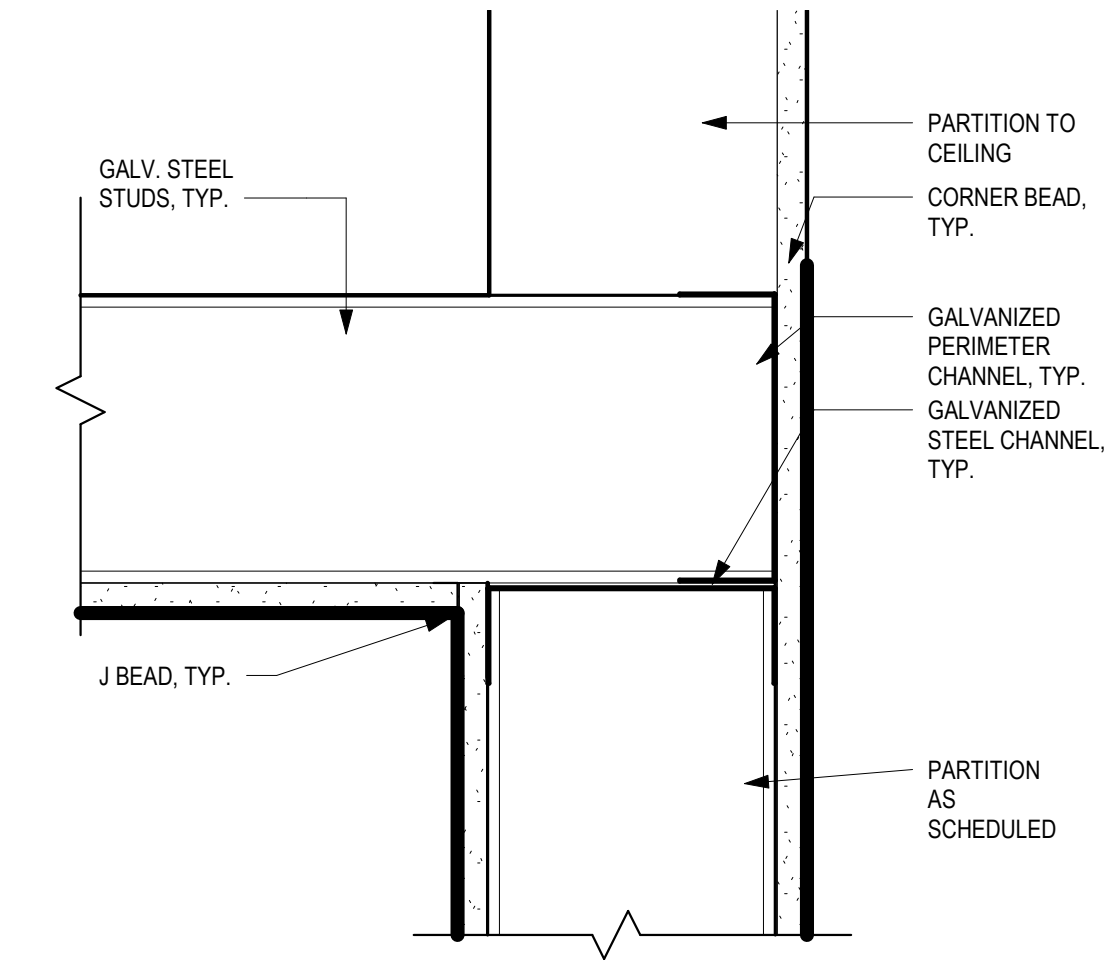 GALV. STEEL
STUDS, TYP.
PARTITION TO
CEILING
CORNER BEAD,
TYP.
GALVANIZED
PERIMETER
CHANNEL, TYP.
GALVANIZED
STEEL CHANNEL,
TYP.
J BEAD, TYP.
PARTITION
AS
SCHEDULED